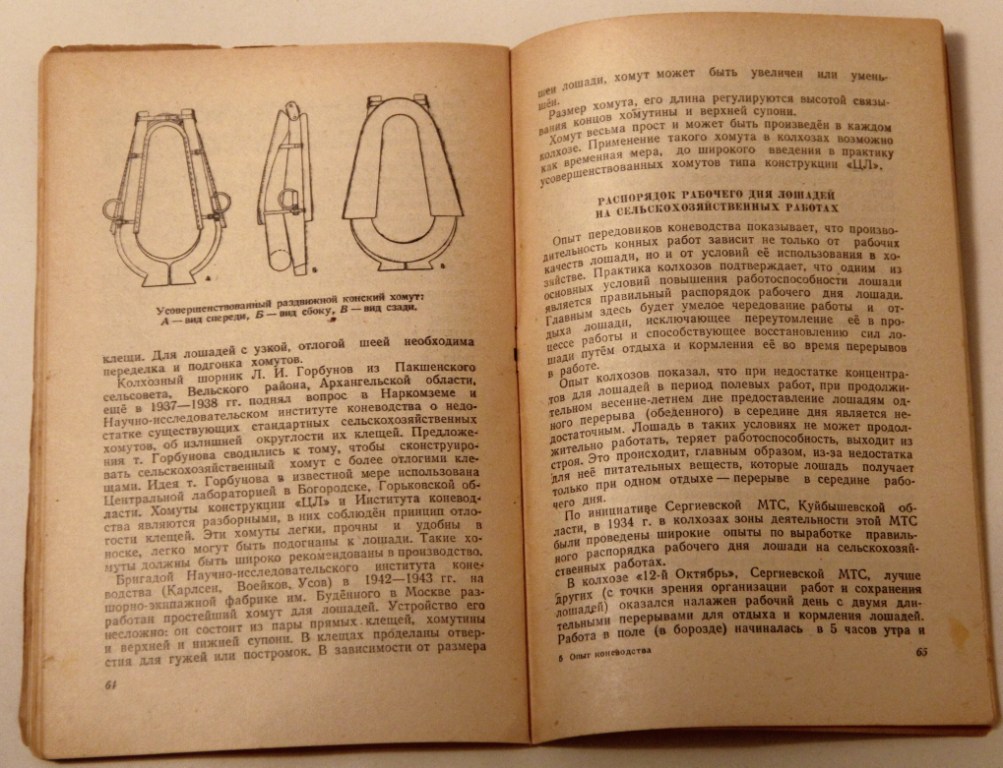 А
Б
В
Усовершенствованный раздвижной конский хомут:
А — вид спереди, Б — вид сбоку, В — вид сзади.
клещи. Для лошадей с узкой, отлогой шеей необходима
переделка и подгонка хомутов.
Колхозный шорник Л. И. Горбунов из Пакшенского
сельсовета, Вельского района, Архангельской области,
ещё в 1937—1938 гг. поднял вопрос в Наркомземе и
Научно-исследовательском институте коневодства о недо-
статке существующих стандартных сельскохозяйственных
хомутов, об излишней округлости их клещей. Предложе-
ния т. Горбунова сводились к тому, чтобы сконструиро-
вать сельскохозяйственный хомут с более отлогими кле-
щами. Идея т. Горбунова в известной мере использована
Центральной лабораторией в Богородске, Горьковской об-
ласти. Хомуты конструкции «ЦЛ» и Института коневод-
ства являются разборными, в них соблюдён принцип отло-
гости клещей. Эти хомуты легки, прочны и удобны в
носке, легко могут быть подогнаны к лошади. Такие хо-
муты должны быть широко рекомендованы в производство.
Бригадой Научно-исследовательского института коне-
водства (Карлсен, Воейков, Усов) в 1942—1943 гг. на
шорно-экипажной фабрике им. Будённого в Москве раз-
работан простейший хомут для лошадей. Устройство его
несложно: он состоит из пары прямых клещей, хомутины
и верхней и нижней супони. В клещах проделаны отвер-
стия для гужей или постромок. В зависимости от размера
64
шеи лошади, хомут может быть увеличен или умень-
шён.
Размер хомута, его длина регулируются высотой связы-
вания концов хомутины и верхней супони.
Хомут весьма прост и может быть произведён в каждом
колхозе. Применение такого хомута в колхозах возможно
как временная мера, до широкого введения в практику
усовершенствованных хомутов типа конструкции «ЦЛ».
РАСПОРЯДОК РАБОЧЕГО ДНЯ ЛОШАДЕЙ
НА СЕЛЬСКОХОЗЯЙСТВЕННЫХ РАБОТАХ
Опыт передовиков коневодства показывает, что произво-
дительность конных работ зависит не только от рабочих
качеств лошади, но и от условий её использования в хо-
зяйстве. Практика колхозов подтверждает, что одним из
основных условий повышения работоспособности лошади
является правильный распорядок рабочего дня лошади.
Главным здесь будет умелое чередование работы и от-
дыха лошади, исключающее переутомление её в про-
цессе работы и способствующее восстановлению сил ло-
шади путём отдыха и кормления её во время перерывов
в работе.
Опыт колхозов показал, что при недостатке концентра-
тов для лошадей в период полевых работ, при продолжи-
тельном весенне-летнем дне предоставление лошадям од-
ного перерыва (обеденного) в середине дня является не-
достаточным. Лошадь в таких условиях не может продол-
жительно работать, теряет работоспособность, выходит из
строя. Это происходит, главным образом, из-за недостатка
для неё питательных веществ, которые лошадь получает
только при одном отдыхе — перерыве в середине рабо-
чего дня.
По инициативе Сергиевской МТС, Куйбышевской об-
ласти, в 1934 г. в колхозах зоны деятельности этой МТС
были проведены широкие опыты по выработке правиль-
ного распорядка рабочего дня лошади на сельскохозяй-
ственных работах.
В колхозе «12-й Октябрь», Сергиевской МТС, лучше
других (с точки зрения организации работ и сохранения
лошадей) оказался налажен рабочий день с двумя дли-
тельными перерывами для отдыха и кормления лошадей.
Работа в поле (в борозде) начиналась в 5 часов утра и
6 Опыт коневодства
65